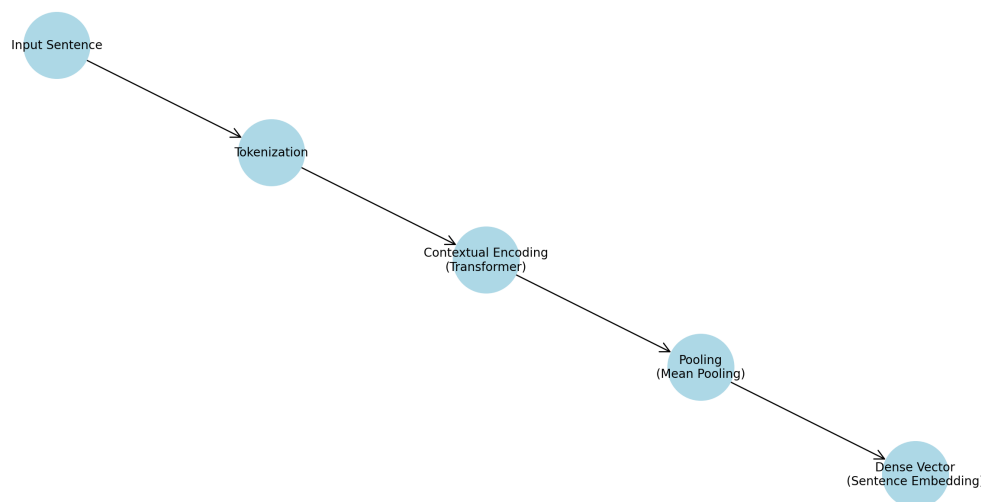 Input Sentence
Tokenization
Contextual Encoding
(Transformer)
Pooling
(Mean Pooling)
Dense Vector
(Sentence Embedding)